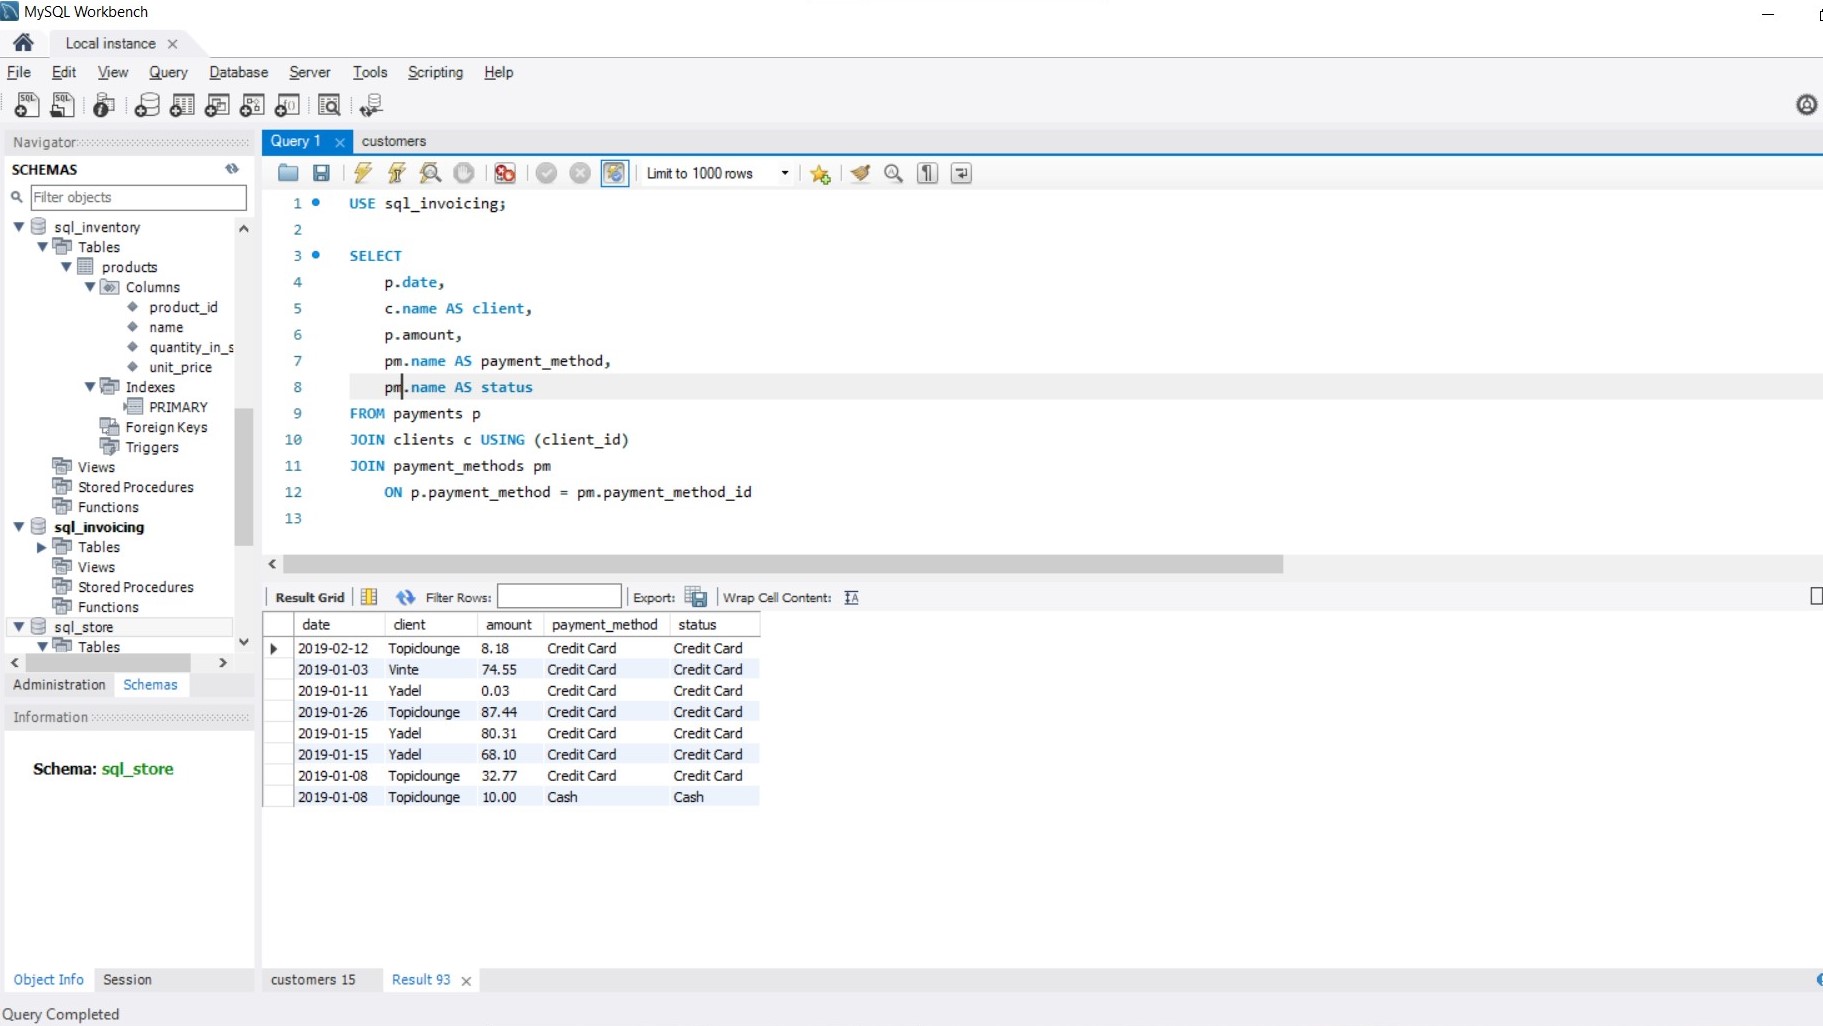 MySQL Workbench
Local instance
File Edit View Query Database Server Tools Scripting Help
Navigator
SCHEMAS
Filter objects
sql_inventory
Tables
products
Columns
product_id
name
quantity_in_s
unit_price
Indexes
PRIMARY
Foreign Keys
Triggers
Views
Stored Procedures
Functions
sql_invoicing
Tables
Views
Stored Procedures
Functions
sql_store
Tables
Administration Schemas
Information
Schema: sql_store
Object Info Session
Query 1 customers
Limit to 1000 rows
1 USE sql_invoicing;
2
3 SELECT
4 p.date,
5 c.name AS client,
6 p.amount,
7 pm.name AS payment_method,
8 pm.name AS status
9 FROM payments p
10 JOIN clients c USING (client_id)
11 JOIN payment_methods pm
12 ON p.payment_method = pm.payment_method_id
13
Result Grid Filter Rows: Export: Wrap Cell Content:
date client amount payment_method status
2019-02-12 Topiclounge 8.18 Credit Card Credit Card
2019-01-03 Vinte 74.55 Credit Card Credit Card
2019-01-11 Yadel 0.03 Credit Card Credit Card
2019-01-26 Topiclounge 87.44 Credit Card Credit Card
2019-01-15 Yadel 80.31 Credit Card Credit Card
2019-01-15 Yadel 68.10 Credit Card Credit Card
2019-01-08 Topiclounge 32.77 Credit Card Credit Card
2019-01-08 Topiclounge 10.00 Cash Cash
customers 15 Result 93
Query Completed